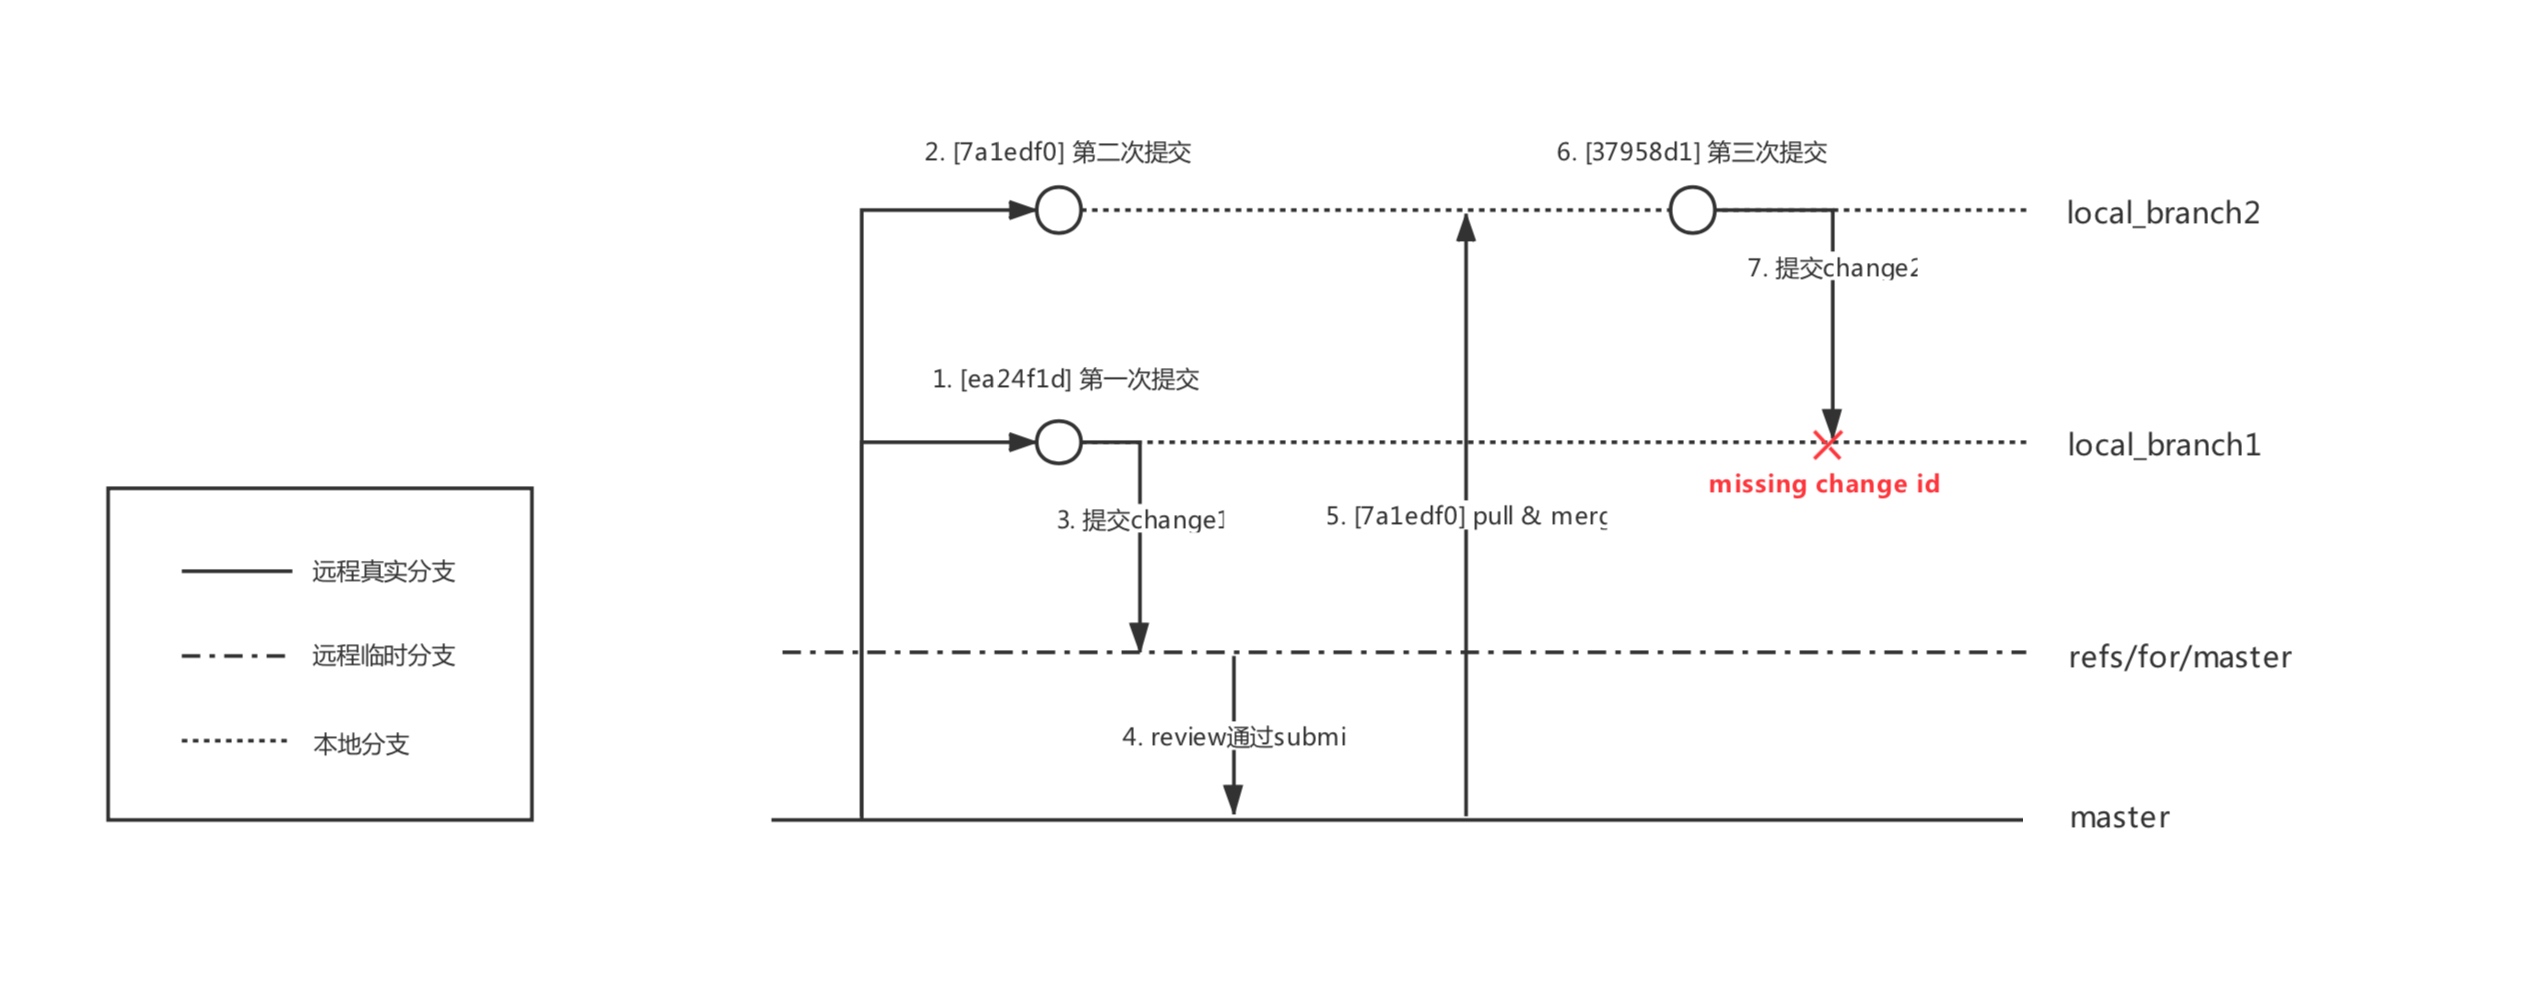 2. [7a1edf0] 第二次提交
6. [37958d1] 第三次提交
local_branch2
7. 提交change2
1. [ea24f1d] 第一次提交
local_branch1
missing change id
3. 提交change1
5. [7a1edf0] pull & merg
远程真实分支
远程临时分支
refs/for/master
本地分支
4. review通过submi
master